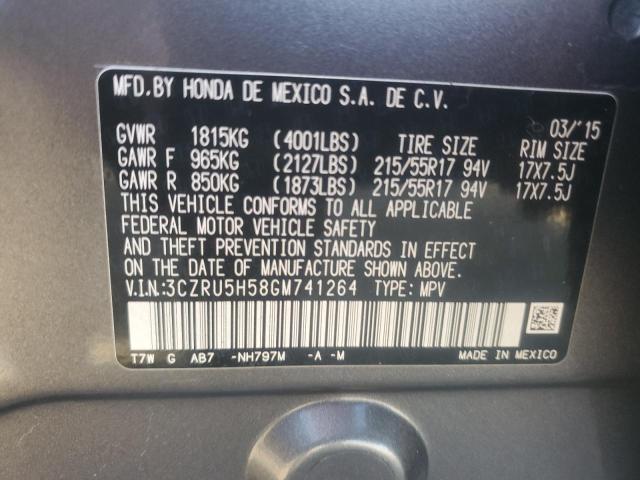 MFD. BY HONDA DE MEXICO S.A. DE C.V.
03/'15
GVWR 1815KG (4001LBS) TIRE SIZE RIM SIZE
GAWR F 965KG (2127LBS) 215/55R17 94V 17X7.5J
GAWR R 850KG (1873LBS) 215/55R17 94V 17X7.5J
THIS VEHICLE CONFORMS TO ALL APPLICABLE
FEDERAL MOTOR VEHICLE SAFETY
AND THEFT PREVENTION STANDARDS IN EFFECT
ON THE DATE OF MANUFACTURE SHOWN ABOVE.
V.I.N.:3CZRU5H58GM741264 TYPE: MPV
T7W G AB7 -NH797M -A -M MADE IN MEXICO